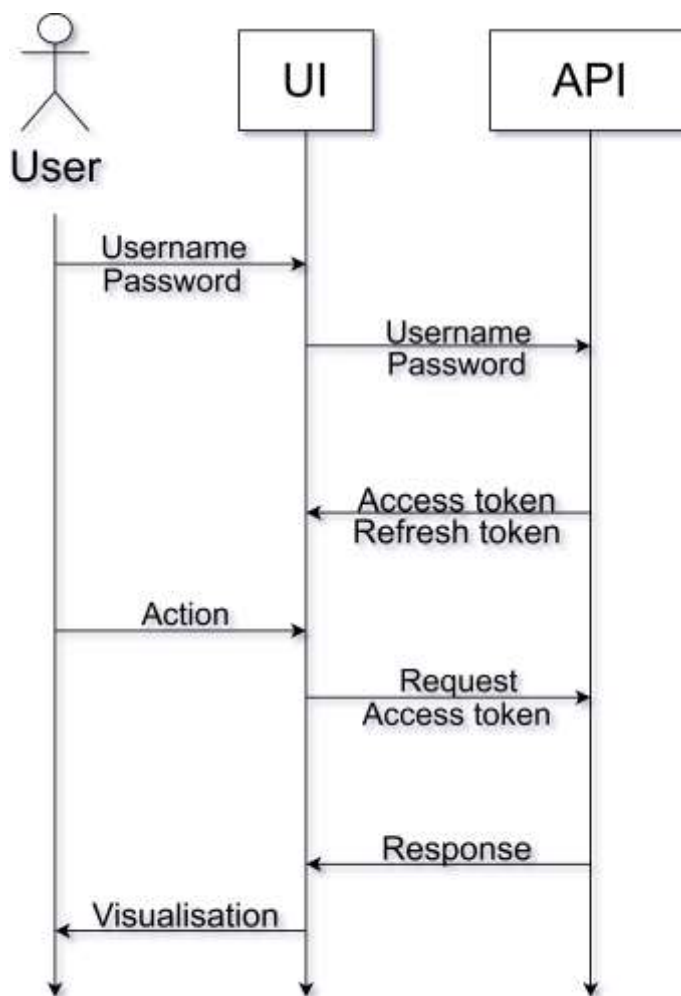 UI
API
User
Username
Password
Username
Password
Access token
Refresh token
Action
Request
Access token
Response
Visualisation